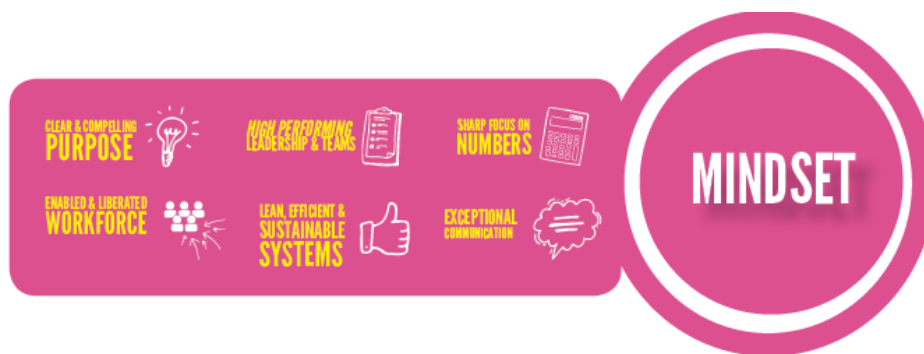 CLEAR & COMPELLING
PURPOSE
HIGH PERFORMING
LEADERSHIP & TEAMS
SHARP FOCUS ON
NUMBERS
ENABLED & LIBERATED
WORKFORCE
LEAN, EFFICIENT &
SUSTAINABLE
SYSTEMS
EXCEPTIONAL
COMMUNICATION
MINDSET